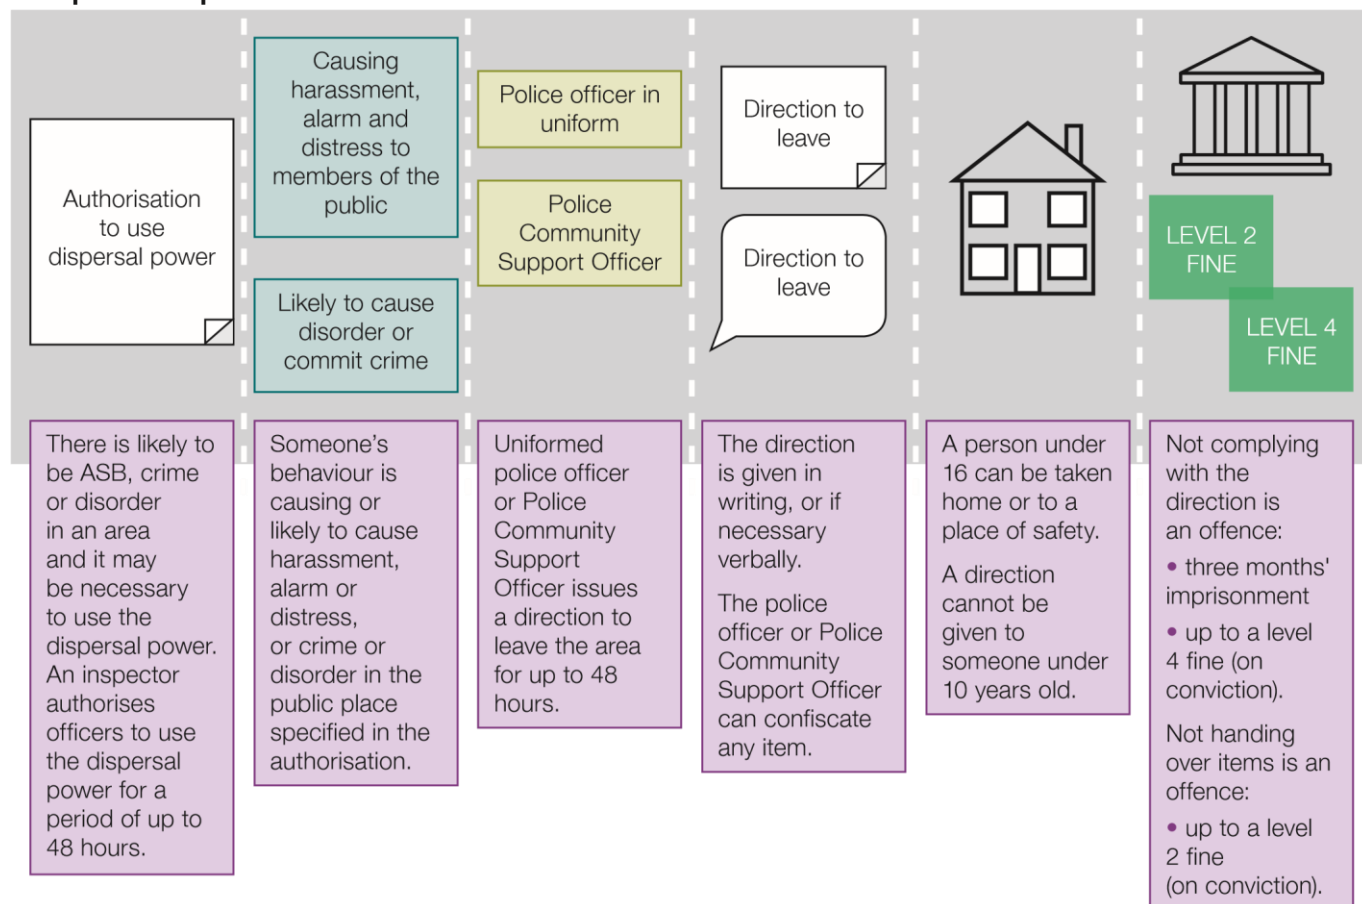 Authorisation
to use
dispersal power
Causing
harassment,
alarm and
distress to
members of the
public
Likely to cause
disorder or
commit crime
Police officer in
uniform
Police
Community
Support Officer
Direction to
leave
Direction to
leave
LEVEL 2
FINE
LEVEL 4
FINE
There is likely to
be ASB, crime
or disorder
in an area
and it may
be necessary
to use the
dispersal power.
An inspector
authorises
officers to use
the dispersal
power for a
period of up to
48 hours.
Someone's
behaviour is
causing or
likely to cause
harassment,
alarm or
distress,
or crime or
disorder in the
public place
specified in the
authorisation.
Uniformed
police officer
or Police
Community
Support
Officer issues
a direction to
leave the area
for up to 48
hours.
The direction
is given in
writing, or if
necessary
verbally.
The police
officer or Police
Community
Support Officer
can confiscate
any item.
A person under
16 can be taken
home or to a
place of safety.
A direction
cannot be
given to
someone under
10 years old.
Not complying
with the
direction is
an offence:
• three months'
imprisonment
• up to a level
4 fine (on
conviction).
Not handing
over items is an
offence:
• up to a level
2 fine
(on conviction).